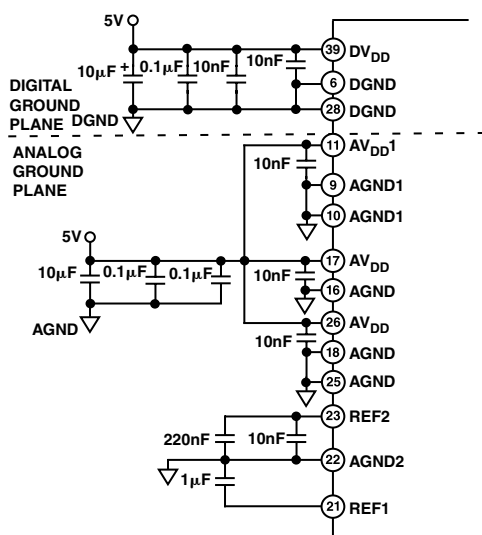 5V
10µF + 0.1µF 10nF 10nF
39 DVDD
6 DGND
28 DGND
DIGITAL
GROUND
PLANE
DGND
ANALOG
GROUND
PLANE
11 AVDD1
10nF
9 AGND1
10 AGND1
5V
10µF 0.1µF 0.1µF 10nF
17 AVDD
16 AGND
AGND
26 AVDD
10nF
18 AGND
25 AGND
23 REF2
220nF 10nF
22 AGND2
1µF
21 REF1